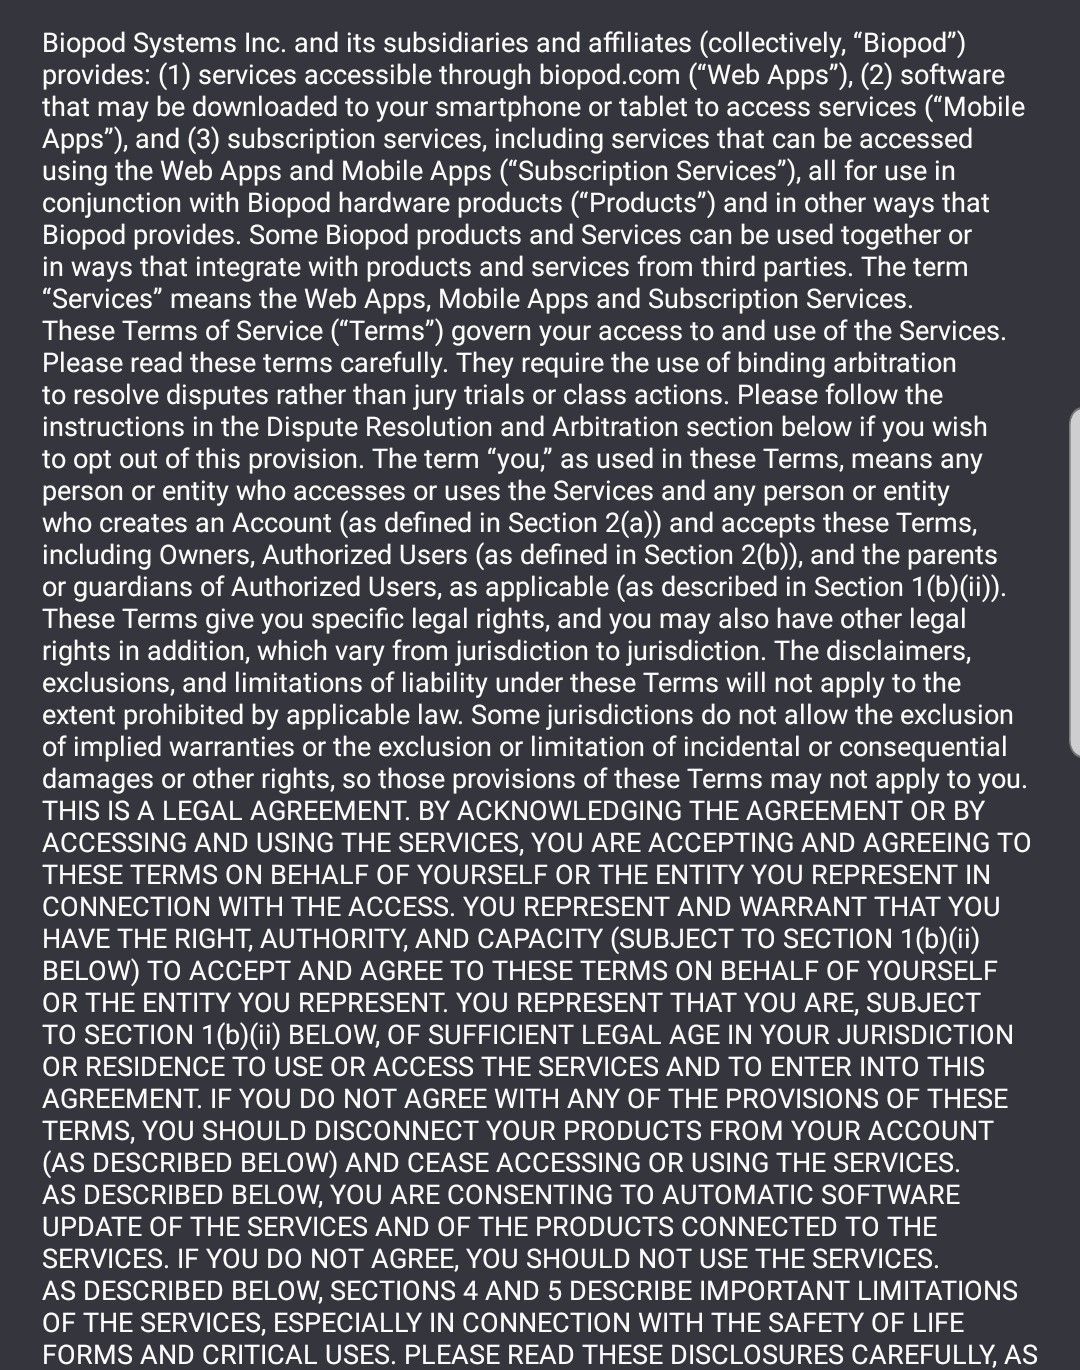 Biopod Systems Inc. and its subsidiaries and affiliates (collectively, “Biopod”)
provides: (1) services accessible through biopod.com (“Web Apps”), (2) software
that may be downloaded to your smartphone or tablet to access services (“Mobile
Apps”), and (3) subscription services, including services that can be accessed
using the Web Apps and Mobile Apps (“Subscription Services”), all for use in
conjunction with Biopod hardware products (“Products”) and in other ways that
Biopod provides. Some Biopod products and Services can be used together or
in ways that integrate with products and services from third parties. The term
“Services” means the Web Apps, Mobile Apps and Subscription Services.
These Terms of Service (“Terms”) govern your access to and use of the Services.
Please read these terms carefully. They require the use of binding arbitration
to resolve disputes rather than jury trials or class actions. Please follow the
instructions in the Dispute Resolution and Arbitration section below if you wish
to opt out of this provision. The term “you,” as used in these Terms, means any
person or entity who accesses or uses the Services and any person or entity
who creates an Account (as defined in Section 2(a)) and accepts these Terms,
including Owners, Authorized Users (as defined in Section 2(b)), and the parents
or guardians of Authorized Users, as applicable (as described in Section 1(b)(ii)).
These Terms give you specific legal rights, and you may also have other legal
rights in addition, which vary from jurisdiction to jurisdiction. The disclaimers,
exclusions, and limitations of liability under these Terms will not apply to the
extent prohibited by applicable law. Some jurisdictions do not allow the exclusion
of implied warranties or the exclusion or limitation of incidental or consequential
damages or other rights, so those provisions of these Terms may not apply to you.
THIS IS A LEGAL AGREEMENT. BY ACKNOWLEDGING THE AGREEMENT OR BY
ACCESSING AND USING THE SERVICES, YOU ARE ACCEPTING AND AGREEING TO
THESE TERMS ON BEHALF OF YOURSELF OR THE ENTITY YOU REPRESENT IN
CONNECTION WITH THE ACCESS. YOU REPRESENT AND WARRANT THAT YOU
HAVE THE RIGHT, AUTHORITY, AND CAPACITY (SUBJECT TO SECTION 1(b)(ii)
BELOW) TO ACCEPT AND AGREE TO THESE TERMS ON BEHALF OF YOURSELF
OR THE ENTITY YOU REPRESENT. YOU REPRESENT THAT YOU ARE, SUBJECT
TO SECTION 1(b)(ii) BELOW, OF SUFFICIENT LEGAL AGE IN YOUR JURISDICTION
OR RESIDENCE TO USE OR ACCESS THE SERVICES AND TO ENTER INTO THIS
AGREEMENT. IF YOU DO NOT AGREE WITH ANY OF THE PROVISIONS OF THESE
TERMS, YOU SHOULD DISCONNECT YOUR PRODUCTS FROM YOUR ACCOUNT
(AS DESCRIBED BELOW) AND CEASE ACCESSING OR USING THE SERVICES.
AS DESCRIBED BELOW, YOU ARE CONSENTING TO AUTOMATIC SOFTWARE
UPDATE OF THE SERVICES AND OF THE PRODUCTS CONNECTED TO THE
SERVICES. IF YOU DO NOT AGREE, YOU SHOULD NOT USE THE SERVICES.
AS DESCRIBED BELOW, SECTIONS 4 AND 5 DESCRIBE IMPORTANT LIMITATIONS
OF THE SERVICES, ESPECIALLY IN CONNECTION WITH THE SAFETY OF LIFE
FORMS AND CRITICAL USES. PLEASE READ THESE DISCLOSURES CAREFULLY, AS